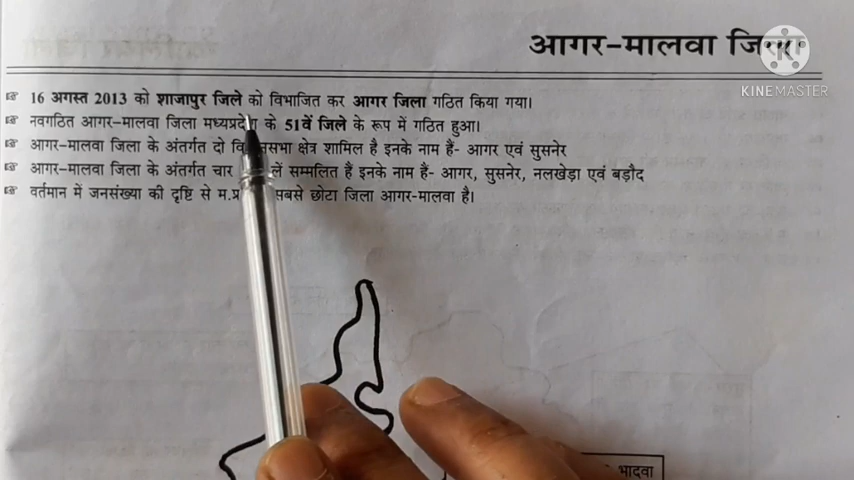 आगर-मालवा जिला
KINEMASTER
☞ 16 अगस्त 2013 को शाजापुर जिले को विभाजित कर आगर जिला गठित किया गया।
☞ नवगठित आगर-मालवा जिला मध्यप्रदेश के 51वें जिले के रूप में गठित हुआ।
☞ आगर-मालवा जिला के अंतर्गत दो क्षेत्र शामिल है इनके नाम हैं- आगर एवं सुसनेर
☞ आगर-मालवा जिला के अंतर्गत चार सम्मलित हैं इनके नाम हैं- आगर, सुसनेर, नलखेड़ा एवं बड़ौद
☞ वर्तमान में जनसंख्या की दृष्टि से सबसे छोटा जिला आगर-मालवा है।
भादवा